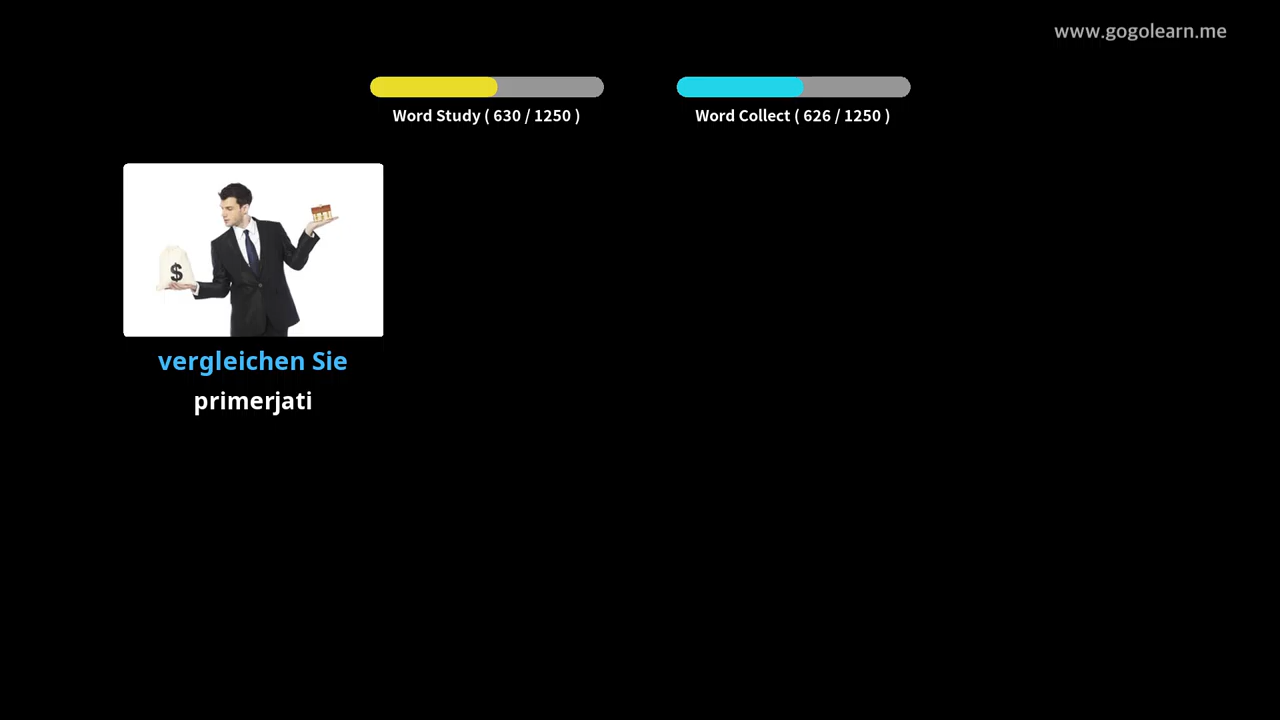 www.gogolearn.me
Word Study ( 630 / 1250 )
Word Collect ( 626 / 1250 )
$
vergleichen Sie
primerjati